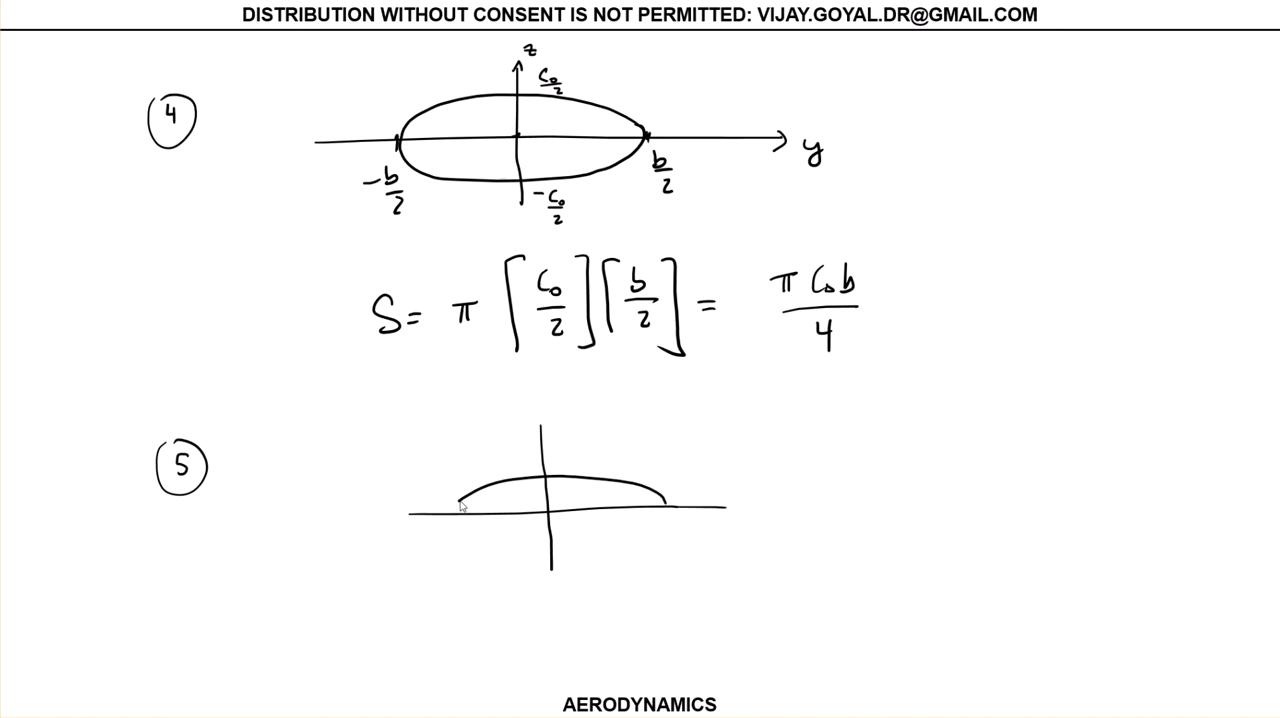 DISTRIBUTION WITHOUT CONSENT IS NOT PERMITTED: VIJAY.GOYAL.DR@GMAIL.COM
4
z
C₀/2
y
-b/2
b/2
-C₀/2
S = π [C₀/2][b/2] = πC₀b/4
5
AERODYNAMICS